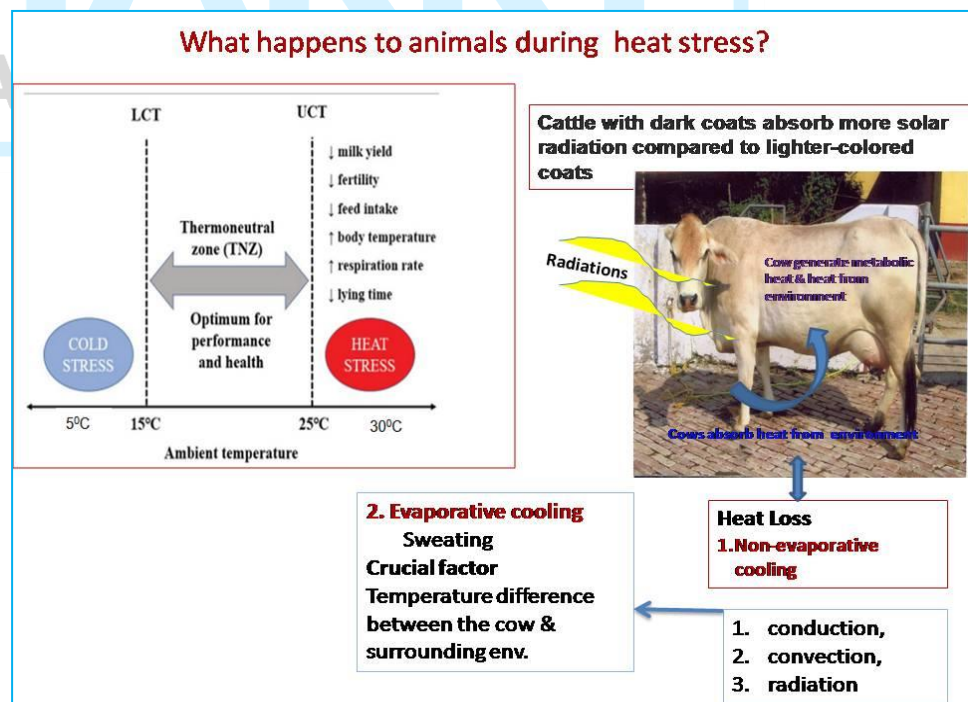 What happens to animals during heat stress?
LCT
UCT
↓ milk yield
↓ fertility
↓ feed intake
↑ body temperature
↑ respiration rate
↓ lying time
Thermoneutral
zone (TNZ)
Optimum for
performance
and health
COLD
STRESS
HEAT
STRESS
5⁰C
15⁰C
25⁰C
30⁰C
Ambient temperature
Cattle with dark coats absorb more solar
radiation compared to lighter-colored
coats
Radiations
Cow generate metabolic
heat & heat from
environment
Cows absorb heat from environment
Heat Loss
1.Non-evaporative
cooling
1. conduction,
2. convection,
3. radiation
2. Evaporative cooling
Sweating
Crucial factor
Temperature difference
between the cow &
surrounding env.